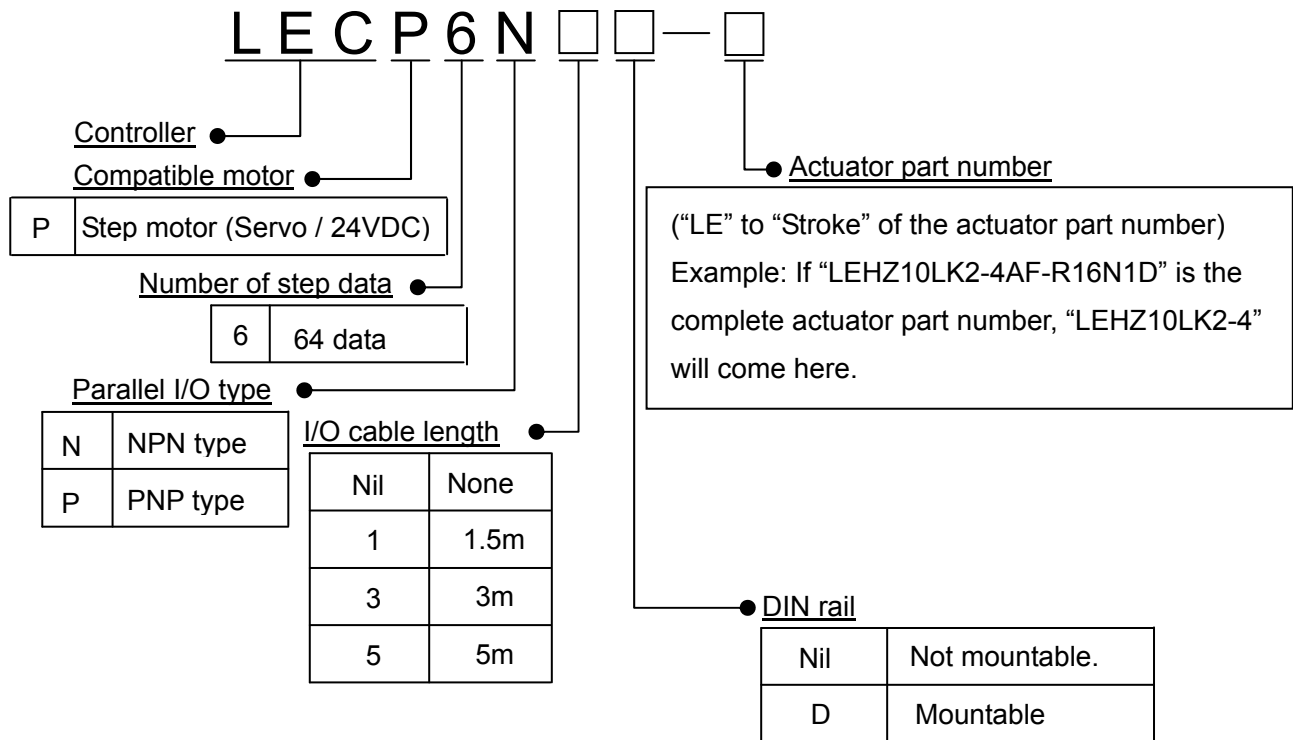 LECP6N□□-□
Controller
Compatible motor
P Step motor (Servo / 24VDC)
Number of step data
6 64 data
Parallel I/O type
N NPN type
P PNP type
I/O cable length
Nil None
1 1.5m
3 3m
5 5m
Actuator part number
(“LE” to “Stroke” of the actuator part number)
Example: If “LEHZ10LK2-4AF-R16N1D” is the
complete actuator part number, “LEHZ10LK2-4”
will come here.
DIN rail
Nil Not mountable.
D Mountable